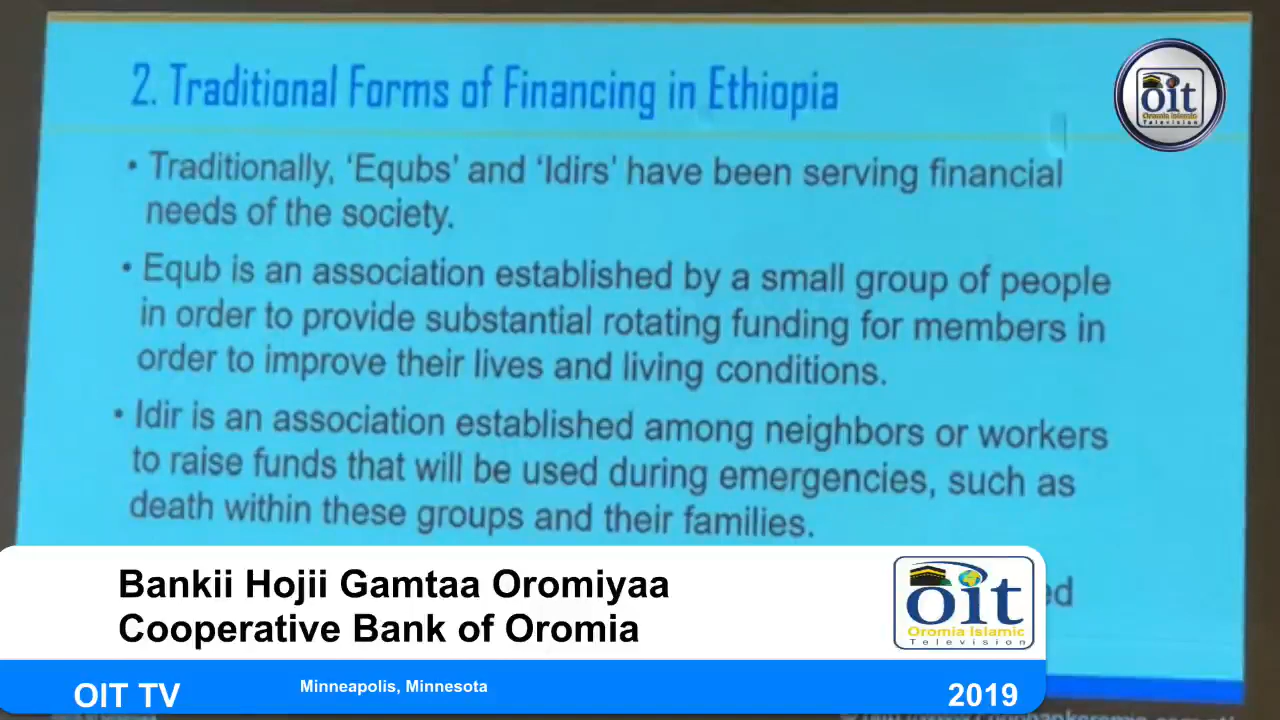 2. Traditional Forms of Financing in Ethiopia
oit
Oromia Islamic
Television
• Traditionally, ‘Equbs’ and ‘Idirs’ have been serving financial
needs of the society.
• Equb is an association established by a small group of people
in order to provide substantial rotating funding for members in
order to improve their lives and living conditions.
• Idir is an association established among neighbors or workers
to raise funds that will be used during emergencies, such as
death within these groups and their families.
Bankii Hojii Gamtaa Oromiyaa
Cooperative Bank of Oromia
oit
Oromia Islamic
Television
OIT TV
Minneapolis, Minnesota
2019